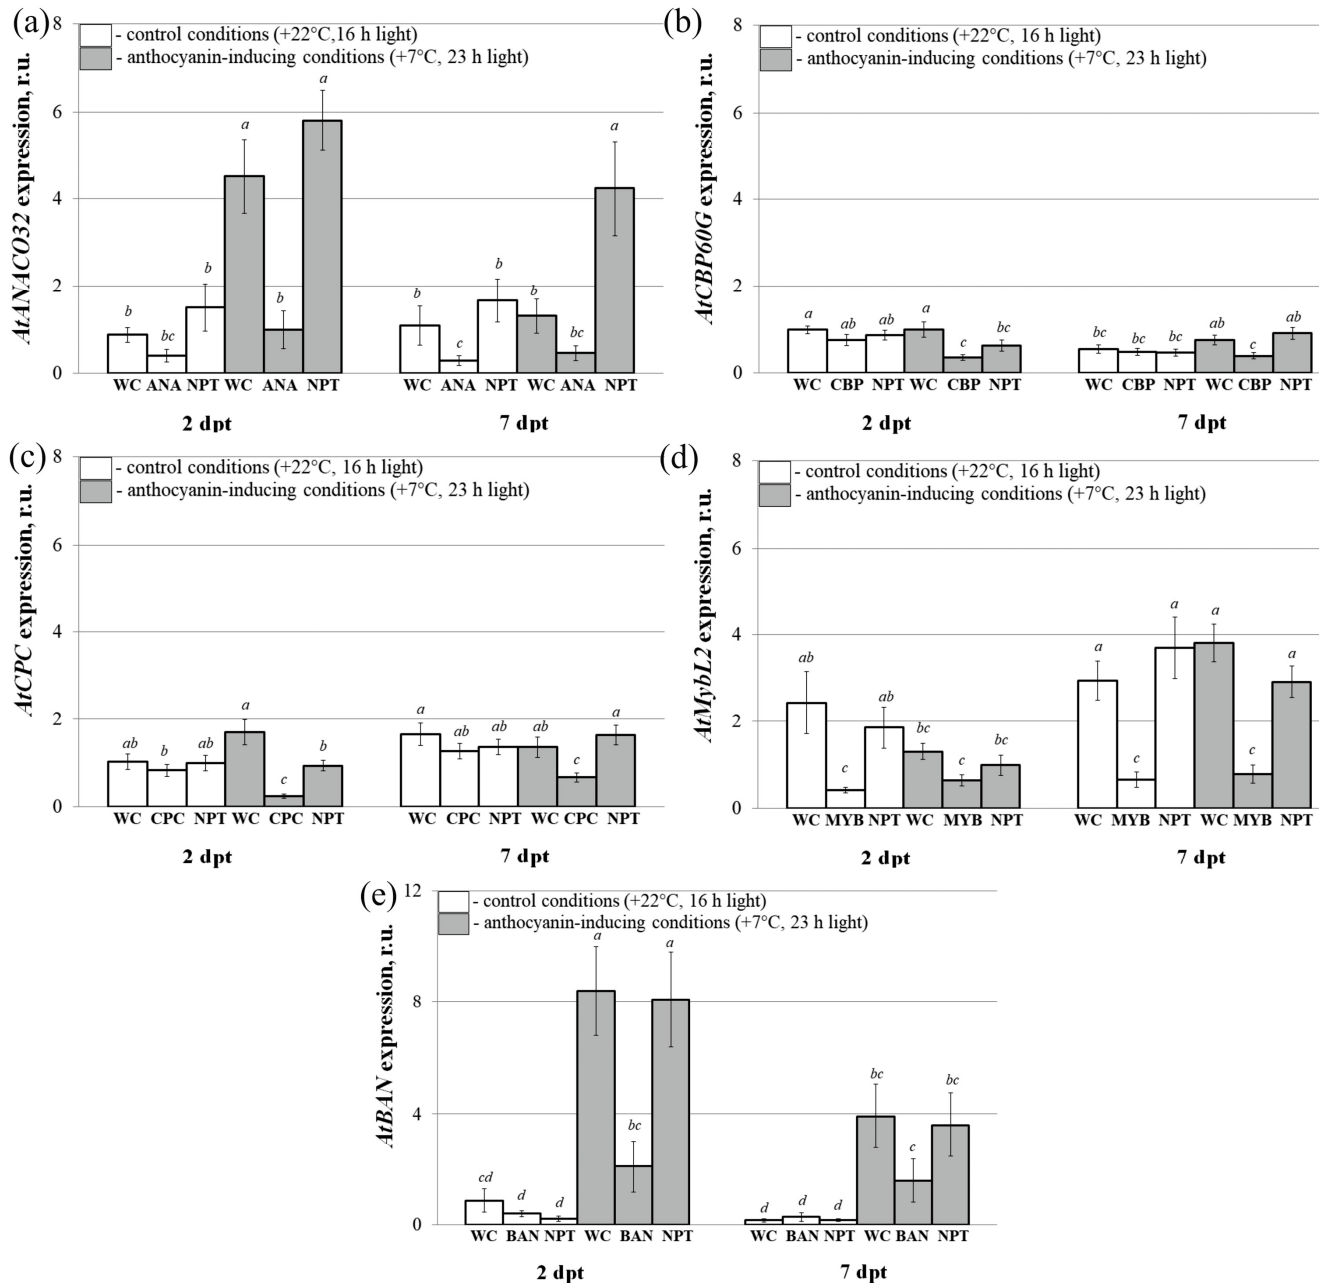 (a)
8
- control conditions (+22°C,16 h light)
- anthocyanin-inducing conditions (+7°C, 23 h light)
6
4
2
0
AtANACO32 expression, r.u.
b bc b a b a b c b b bc a
WC ANA NPT WC ANA NPT WC ANA NPT WC ANA NPT
2 dpt 7 dpt
(b)
8
- control conditions (+22°C, 16 h light)
- anthocyanin-inducing conditions (+7°C, 23 h light)
6
4
2
0
AtCBP60G expression, r.u.
a ab ab a c bc bc bc bc ab c ab
WC CBP NPT WC CBP NPT WC CBP NPT WC CBP NPT
2 dpt 7 dpt
(c)
8
- control conditions (+22°C, 16 h light)
- anthocyanin-inducing conditions (+7°C, 23 h light)
6
4
2
0
AtCPC expression, r.u.
ab b ab a c b a ab ab ab c a
WC CPC NPT WC CPC NPT WC CPC NPT WC CPC NPT
2 dpt 7 dpt
(d)
8
- control conditions (+22°C, 16 h light)
- anthocyanin-inducing conditions (+7°C, 23 h light)
6
4
2
0
AtMybL2 expression, r.u.
ab c ab bc c bc a c a a c a
WC MYB NPT WC MYB NPT WC MYB NPT WC MYB NPT
2 dpt 7 dpt
(e)
12
- control conditions (+22°C, 16 h light)
- anthocyanin-inducing conditions (+7°C, 23 h light)
8
4
0
AtBAN expression, r.u.
cd d d a bc a d d d bc c bc
WC BAN NPT WC BAN NPT WC BAN NPT WC BAN NPT
2 dpt 7 dpt